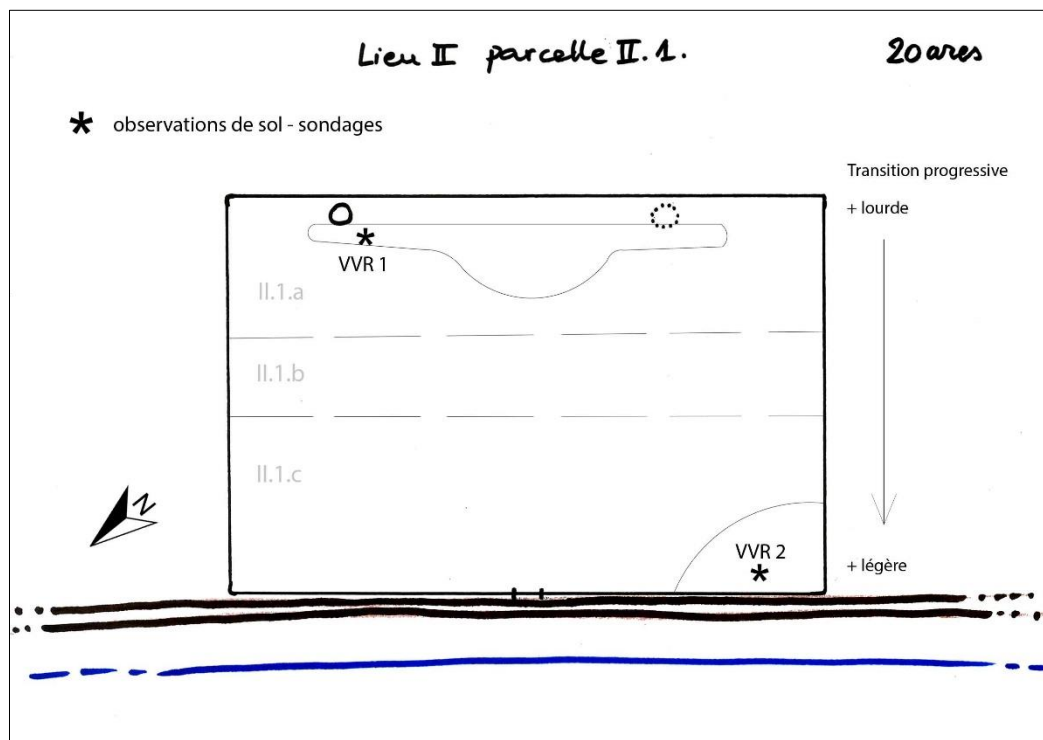 Lieu II parcelle II.1. 20 ares
* observations de sol - sondages
Transition progressive
+ lourde
VVR 1
II.1.a
II.1.b
II.1.c
N
VVR 2
+ légère